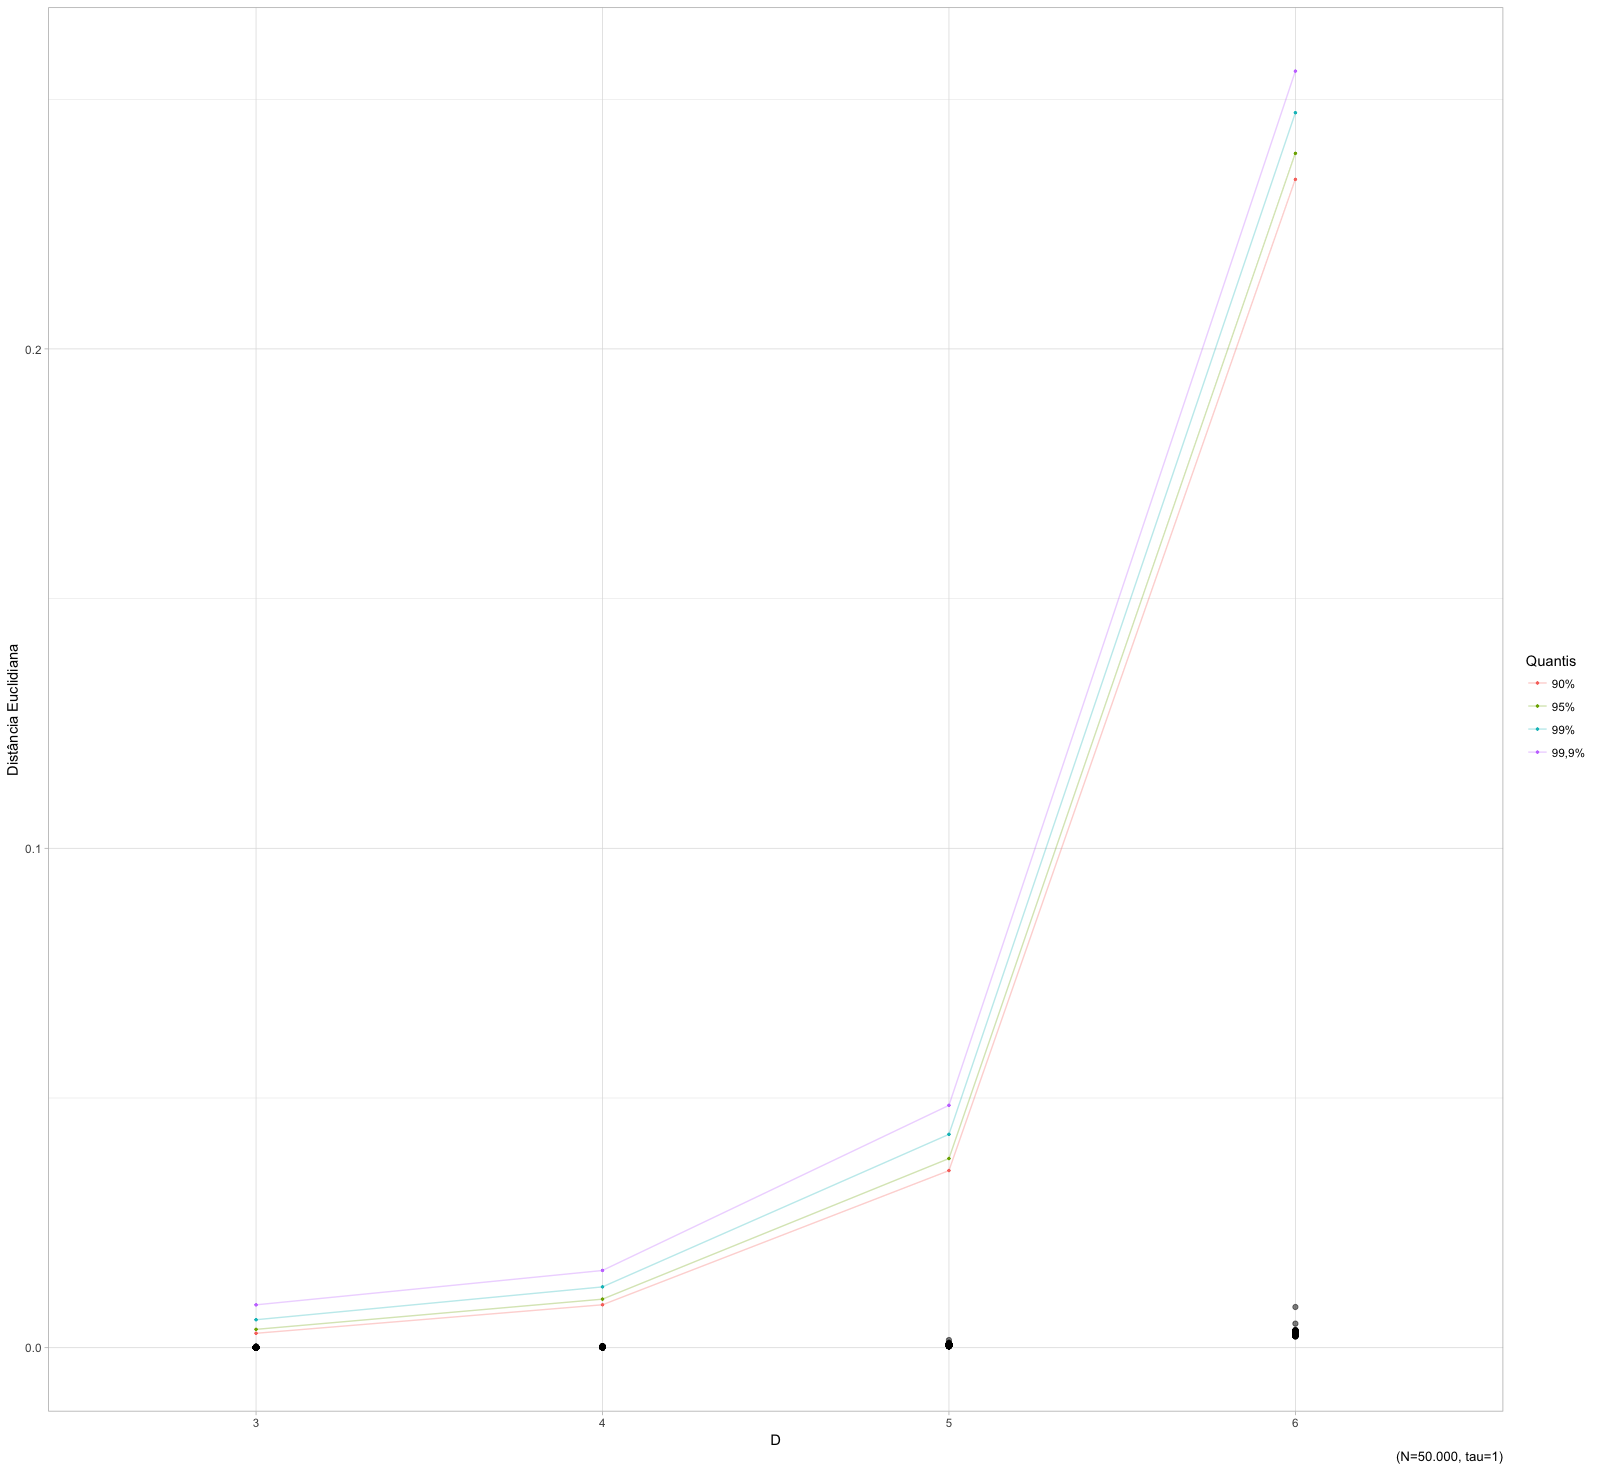 0.2
0.1
0.0
Distância Euclidiana
3
4
5
6
D
(N=50.000, tau=1)
Quantis
90%
95%
99%
99,9%